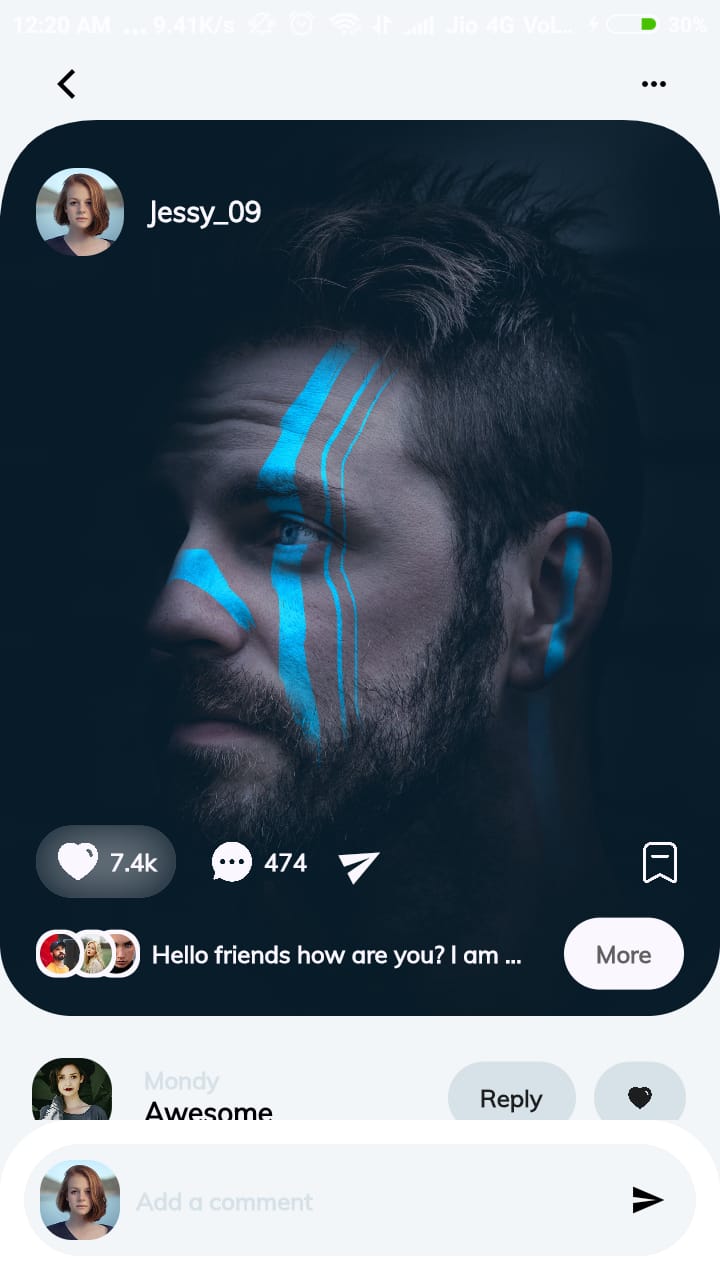 12:20 AM ... 9.41K/s Jio 4G VoL... 30%
Jessy_09
7.4k 474
Hello friends how are you? I am ... More
Mondy
Awesome Reply
Add a comment